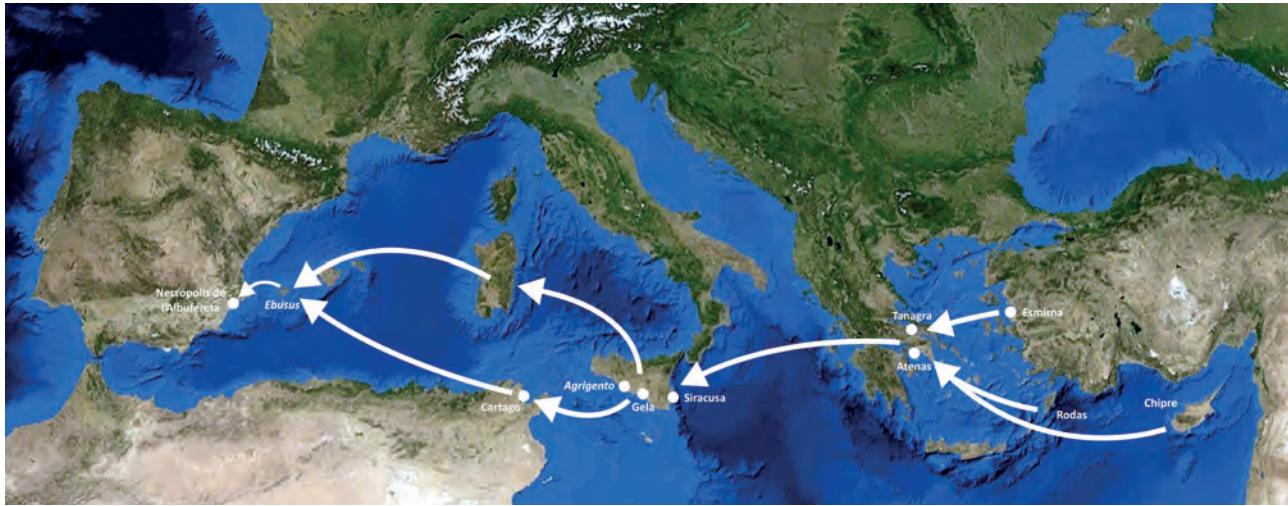 Necrópolis de
l'Albufereta
Ebusus
Cartago
Agrigento
Gela
Siracusa
Tanagra
Atenas
Esmirna
Rodas
Chipre